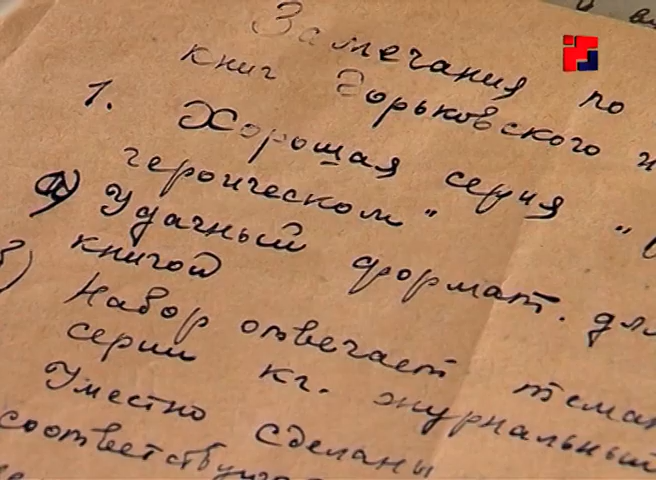 Замечания по
книг Горьковского и
1. Хорошая серия "
героическом"
а) Удачный формат. для
книгой
Набор отвечает темат
серии кг. журнальный
Уместно сделаны
соответствующ